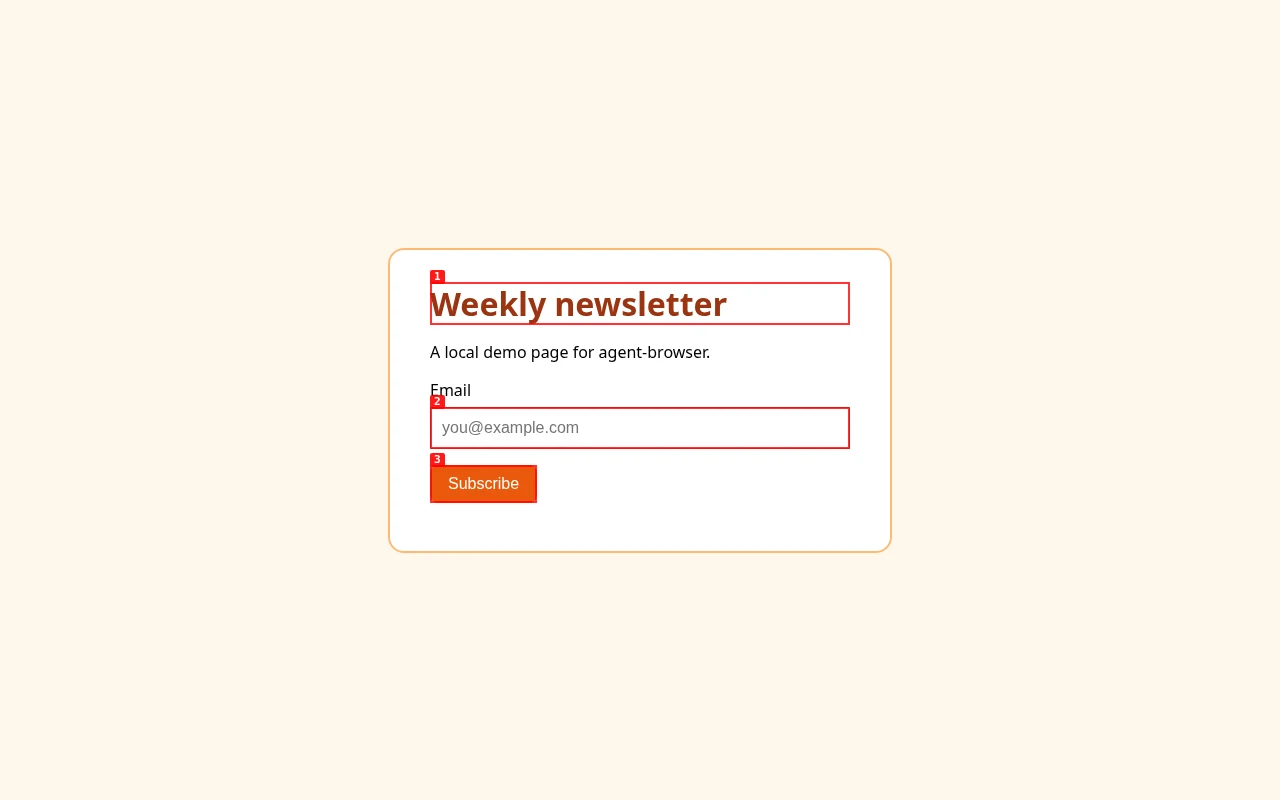 1
Weekly newsletter
A local demo page for agent-browser.
Email
2
you@example.com
3
Subscribe